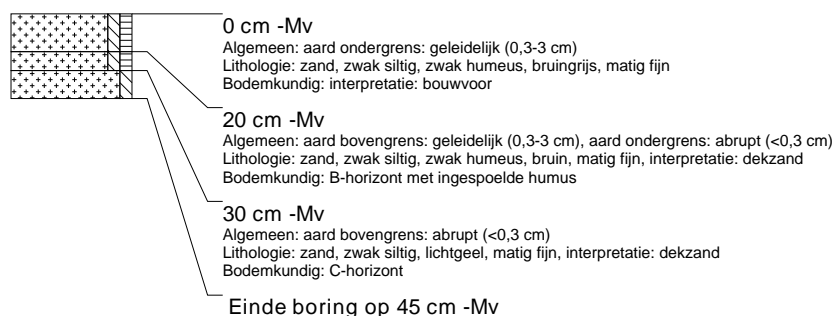 0 cm -Mv
Algemeen: aard ondergrens: geleidelijk (0,3-3 cm)
Lithologie: zand, zwak siltig, zwak humeus, bruingrijs, matig fijn
Bodemkundig: interpretatie: bouwvoor
20 cm -Mv
Algemeen: aard bovengrens: geleidelijk (0,3-3 cm), aard ondergrens: abrupt (<0,3 cm)
Lithologie: zand, zwak siltig, zwak humeus, bruin, matig fijn, interpretatie: dekzand
Bodemkundig: B-horizont met ingespoelde humus
30 cm -Mv
Algemeen: aard bovengrens: abrupt (<0,3 cm)
Lithologie: zand, zwak siltig, lichtgeel, matig fijn, interpretatie: dekzand
Bodemkundig: C-horizont
Einde boring op 45 cm -Mv